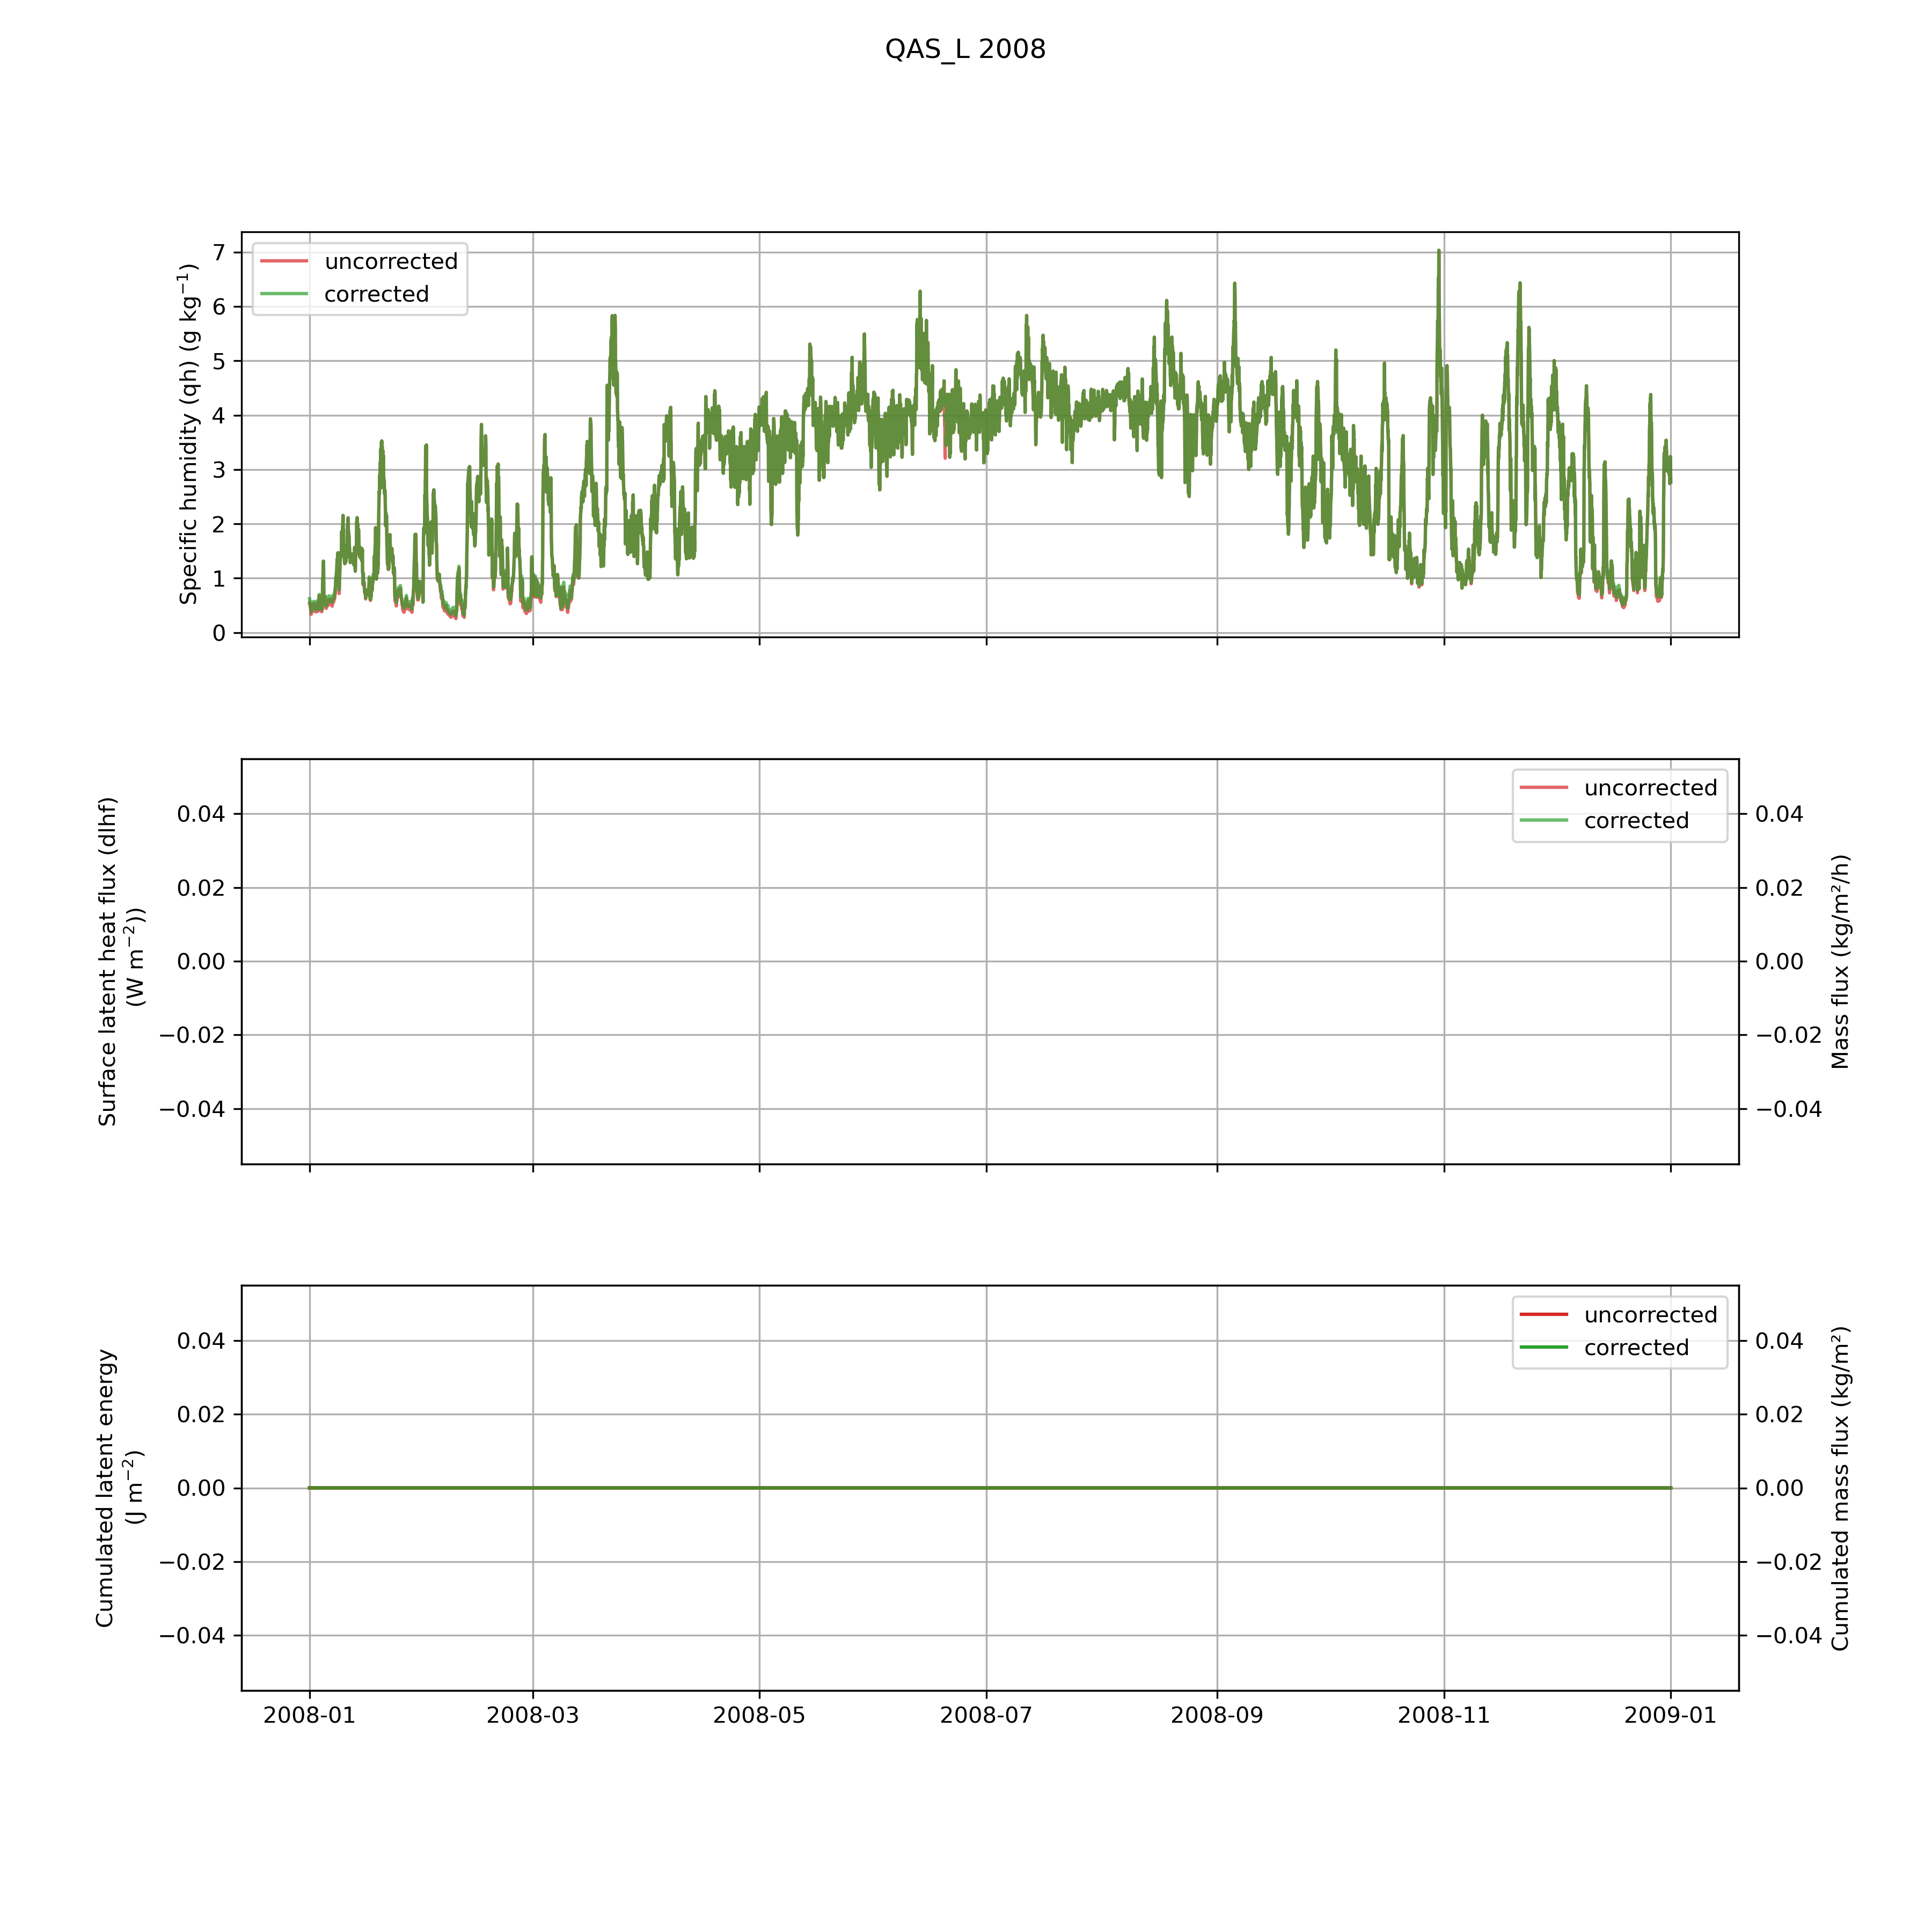 QAS_L 2008
Specific humidity (qh) (g kg⁻¹)
7
6
5
4
3
2
1
0
uncorrected
corrected
Surface latent heat flux (dlhf)
(W m⁻²))
0.04
0.02
0.00
−0.02
−0.04
uncorrected
corrected
0.04
0.02
0.00
−0.02
−0.04
Mass flux (kg/m²/h)
Cumulated latent energy
(J m⁻²)
0.04
0.02
0.00
−0.02
−0.04
uncorrected
corrected
0.04
0.02
0.00
−0.02
−0.04
Cumulated mass flux (kg/m²)
2008-01 2008-03 2008-05 2008-07 2008-09 2008-11 2009-01